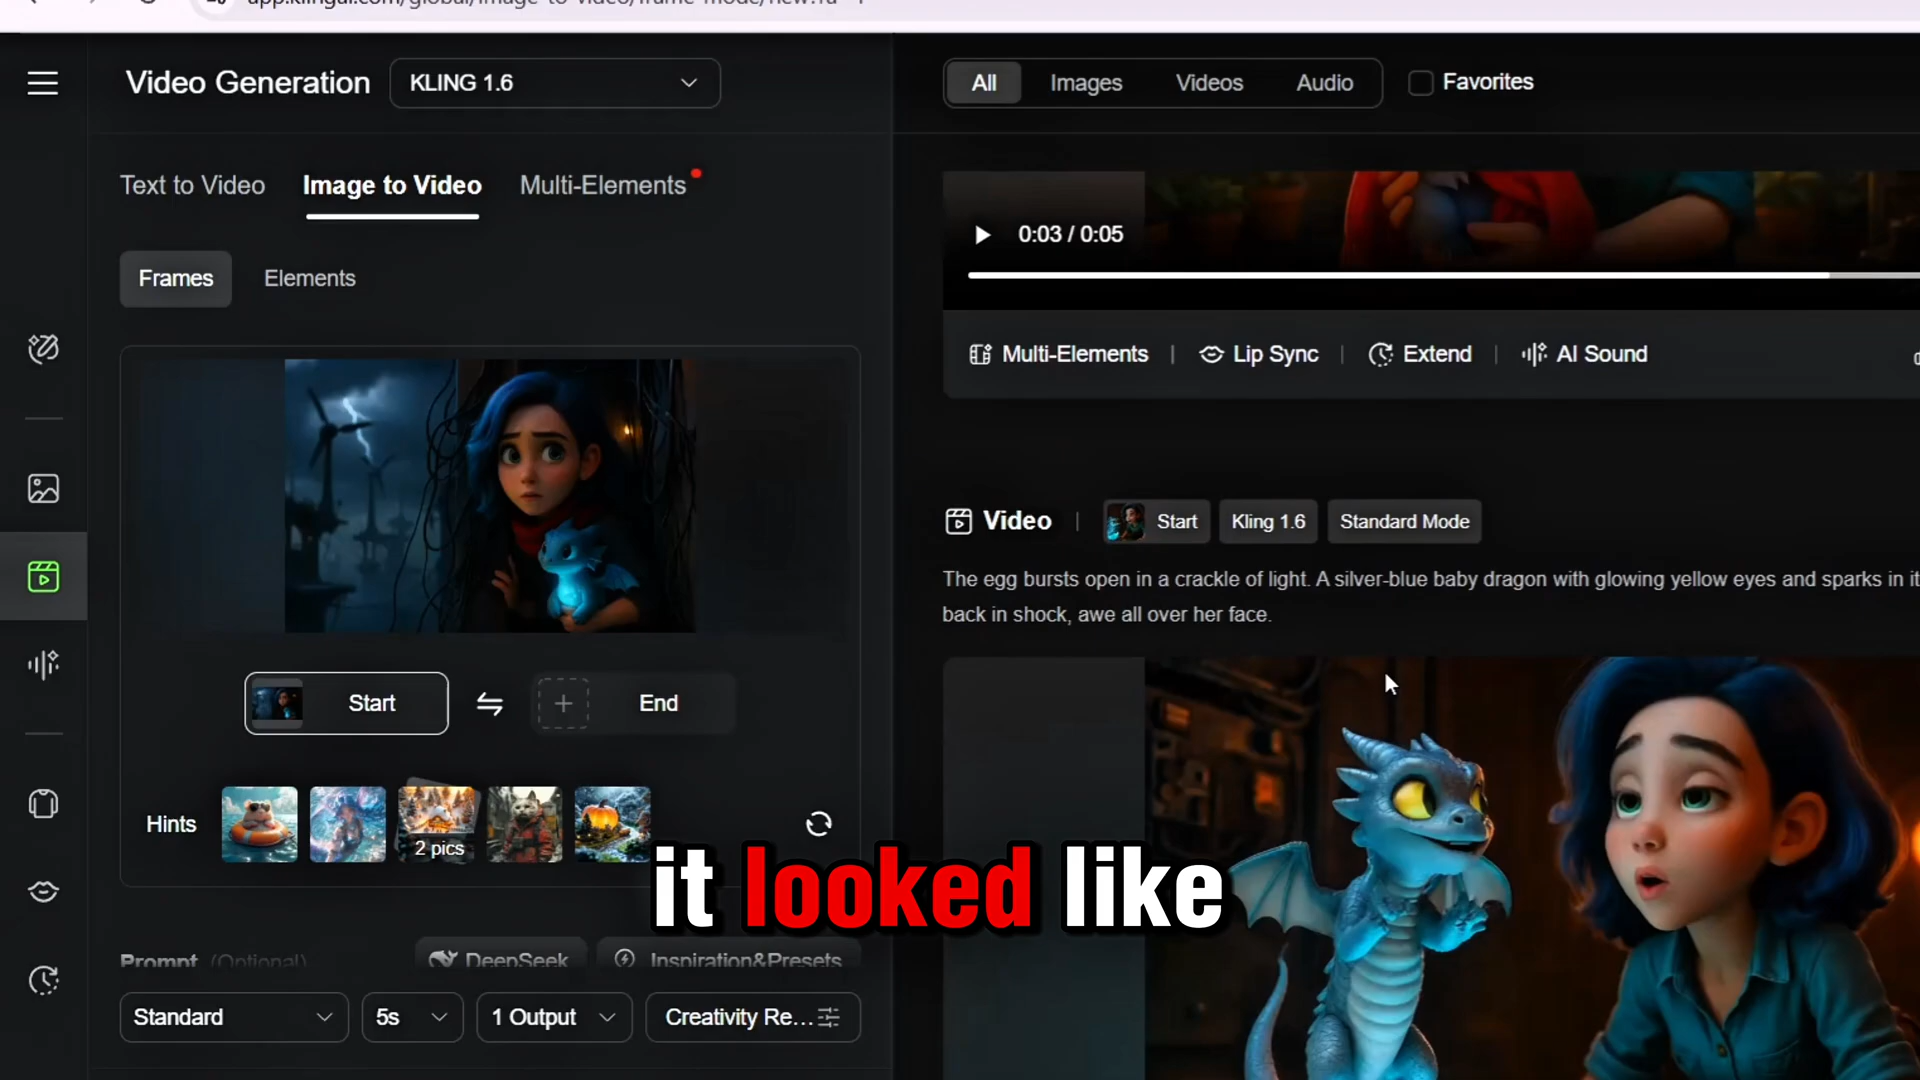 Video Generation
KLING 1.6
All
Images
Videos
Audio
Favorites
Text to Video
Image to Video
Multi-Elements
0:03 / 0:05
Frames
Elements
Multi-Elements
Lip Sync
Extend
AI Sound
Video
Start
Kling 1.6
Standard Mode
The egg bursts open in a crackle of light. A silver-blue baby dragon with glowing yellow eyes and sparks in it
back in shock, awe all over her face.
Start
End
Hints
2 pics
it looked like
Prompt (Optional)
DeepSeek
Inspiration&Presets
Standard
5s
1 Output
Creativity Re...